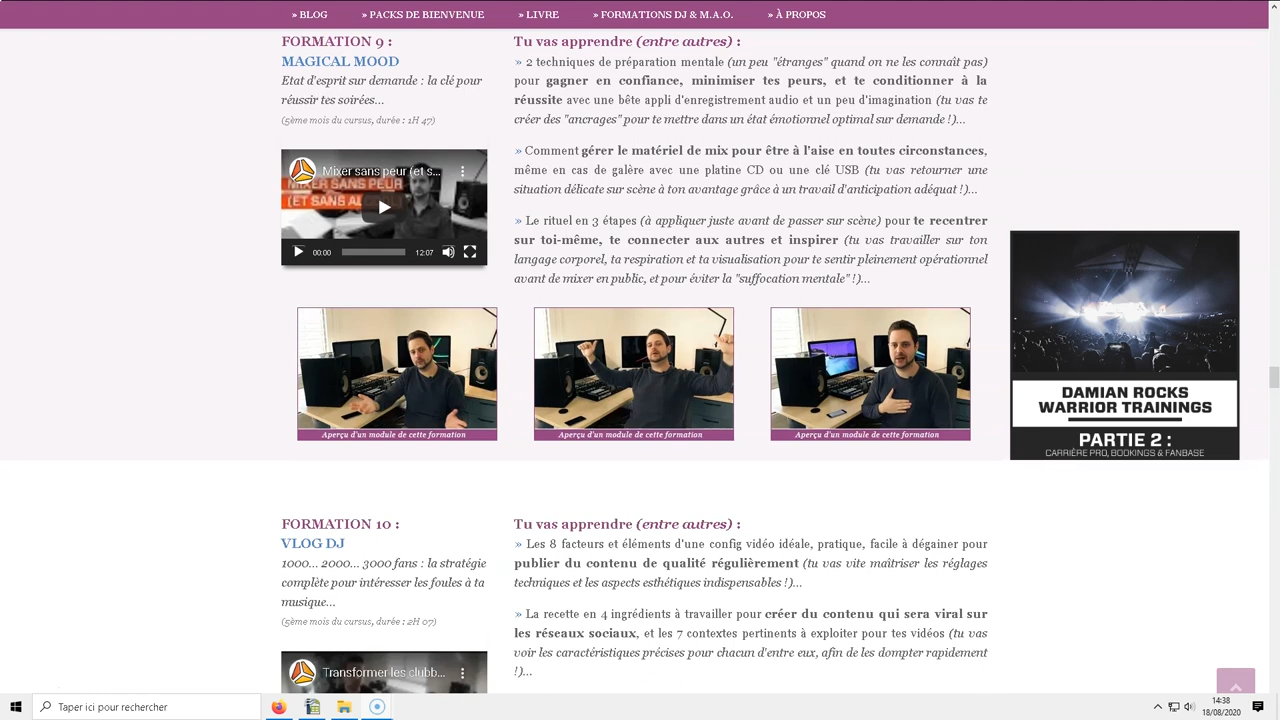 » BLOG » PACKS DE BIENVENUE » LIVRE » FORMATIONS DJ & M.A.O. » À PROPOS
FORMATION 9 :
MAGICAL MOOD
Etat d'esprit sur demande : la clé pour
réussir tes soirées...
(5ème mois du cursus, durée : 1H 47)
Mixer sans peur (et s...
MIXER SANS PEUR
(ET SANS AL
00:00 12:07
Tu vas apprendre (entre autres) :
» 2 techniques de préparation mentale (un peu "étranges" quand on ne les connaît pas)
pour gagner en confiance, minimiser tes peurs, et te conditionner à la
réussite avec une bête appli d'enregistrement audio et un peu d'imagination (tu vas te
créer des "ancrages" pour te mettre dans un état émotionnel optimal sur demande !)...
» Comment gérer le matériel de mix pour être à l'aise en toutes circonstances,
même en cas de galère avec une platine CD ou une clé USB (tu vas retourner une
situation délicate sur scène à ton avantage grâce à un travail d'anticipation adéquat !)...
» Le rituel en 3 étapes (à appliquer juste avant de passer sur scène) pour te recentrer
sur toi-même, te connecter aux autres et inspirer (tu vas travailler sur ton
langage corporel, ta respiration et ta visualisation pour te sentir pleinement opérationnel
avant de mixer en public, et pour éviter la "suffocation mentale" !)...
Aperçu d'un module de cette formation
Aperçu d'un module de cette formation
Aperçu d'un module de cette formation
DAMIAN ROCKS
WARRIOR TRAININGS
PARTIE 2 :
CARRIÈRE PRO, BOOKINGS & FANBASE
FORMATION 10 :
VLOG DJ
1000... 2000... 3000 fans : la stratégie
complète pour intéresser les foules à ta
musique...
(5ème mois du cursus, durée : 2H 07)
Transformer les clubb...
Tu vas apprendre (entre autres) :
» Les 8 facteurs et éléments d'une config vidéo idéale, pratique, facile à dégainer pour
publier du contenu de qualité régulièrement (tu vas vite maîtriser les réglages
techniques et les aspects esthétiques indispensables !)...
» La recette en 4 ingrédients à travailler pour créer du contenu qui sera viral sur
les réseaux sociaux, et les 7 contextes pertinents à exploiter pour tes vidéos (tu vas
voir les caractéristiques précises pour chacun d'entre eux, afin de les dompter rapidement
!)...
Taper ici pour rechercher
14:38
18/08/2020